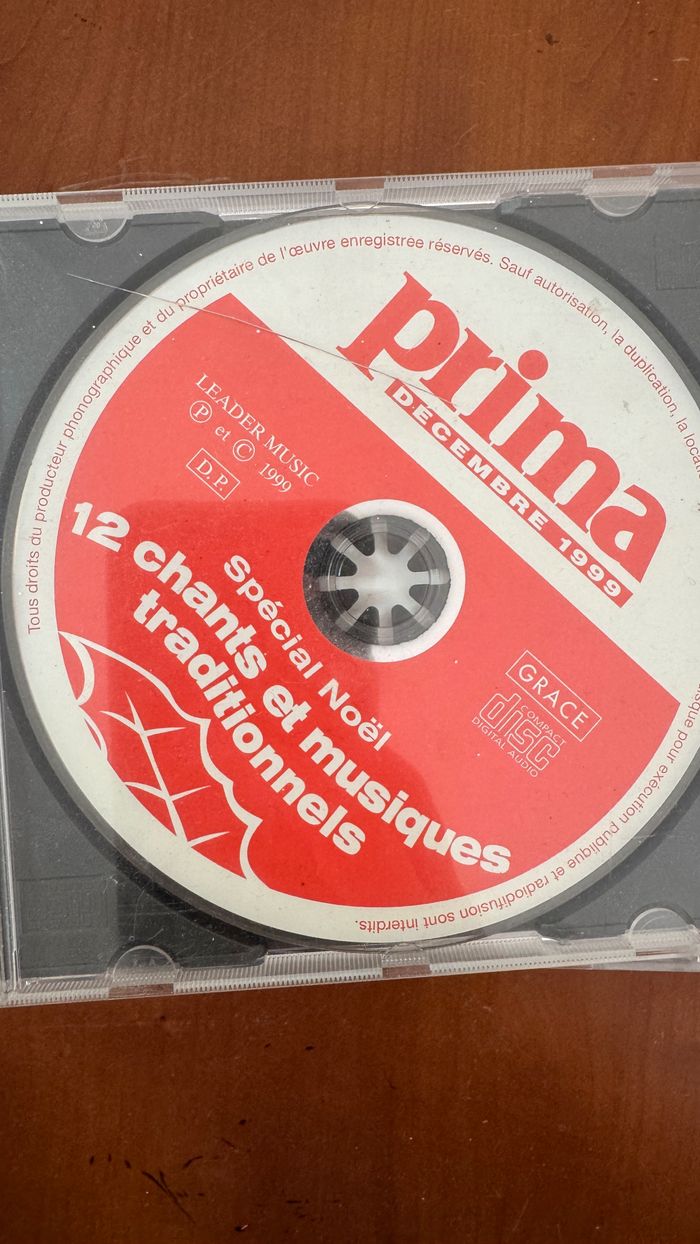 Tous droits du producteur phonographique et du propriétaire de l'œuvre enregistrée réservés. Sauf autorisation, la duplication, la
pour exécution publique et radiodifusion sont interdits.
prima
DÉCEMBRE 1999
LEADER MUSIC
Ⓟ et © 1999
D.P.
Spécial Noël
12 chants et musiques
traditionnels
GRACE
COMPACT
disc
DIGITAL AUDIO